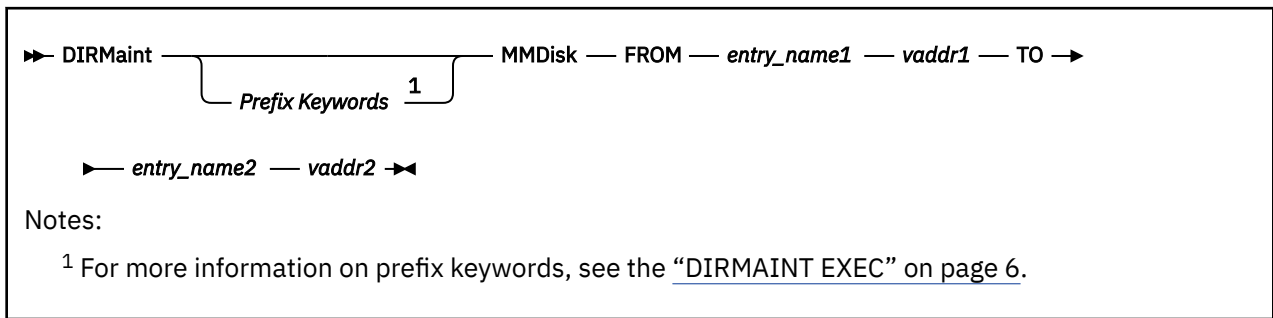 DIRMaint MMDisk FROM entry_name1 vaddr1 TO
Prefix Keywords 1
entry_name2 vaddr2
Notes:
1 For more information on prefix keywords, see the “DIRMAINT EXEC” on page 6.